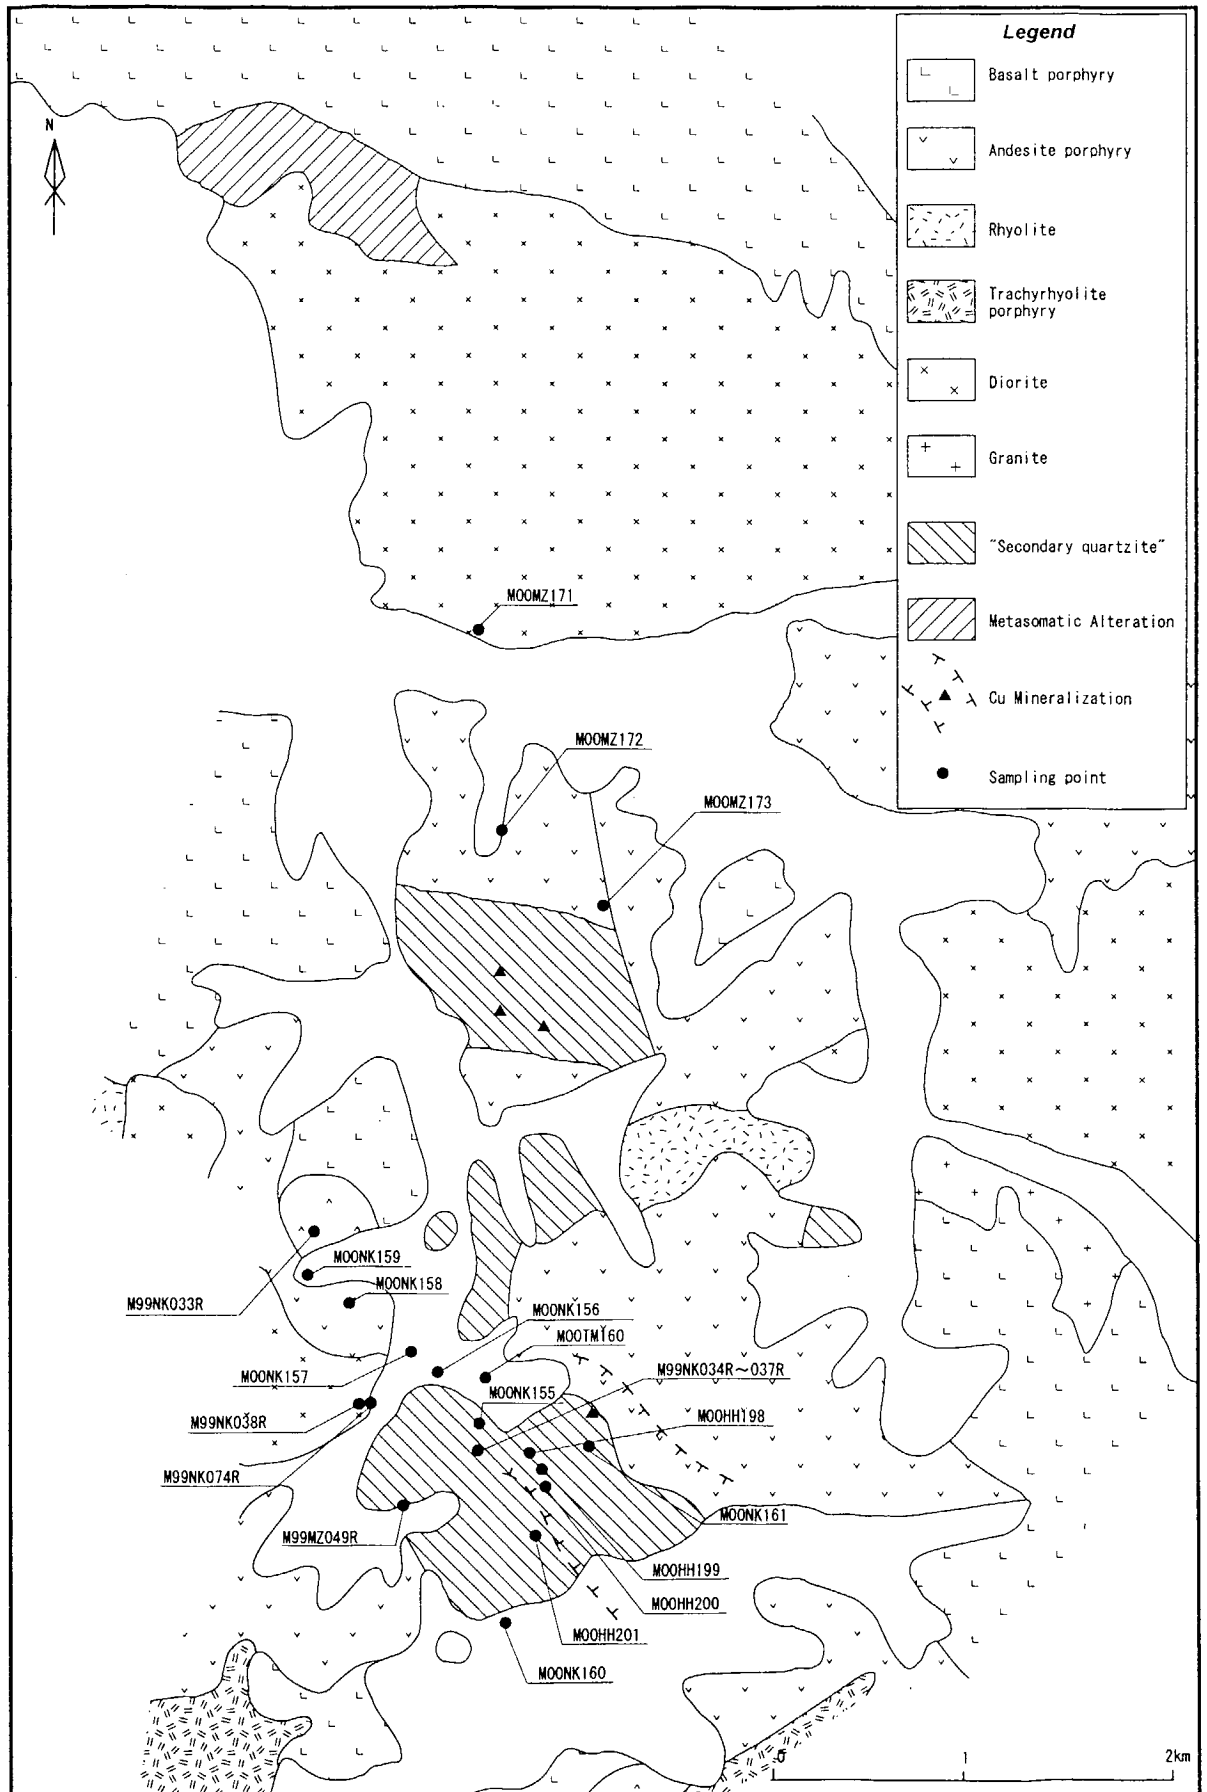 Legend
Basalt porphyry
N
Andesite porphyry
Rhyolite
Trachyrhyolite
porphyry
Diorite
Granite
"Secondary quartzite"
Metasomatic Alteration
Cu Mineralization
Sampling point
M00MZ171
M00MZ172
M00MZ173
M00NK159
M00NK158
M99NK033R
M00NK156
M00TM160
M99NK034R~037R
M00NK157
M00NK155
M00HH198
M99NK038R
M99NK074R
M00NK161
M99MZ049R
M00HH199
M00HH200
M00HH201
M00NK160
0 1 2km